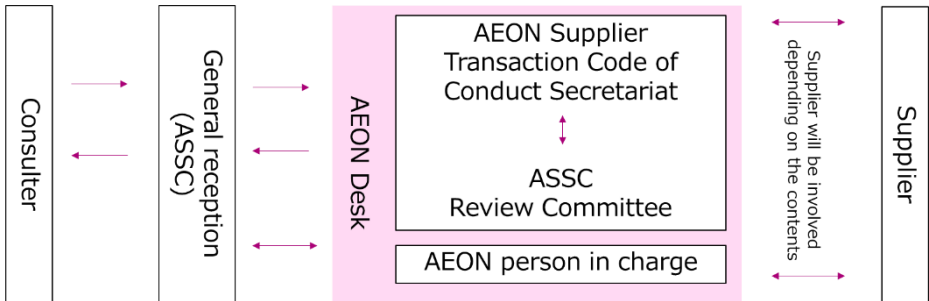 Consulter
General reception
(ASSC)
AEON Desk
AEON Supplier
Transaction Code of
Conduct Secretariat
ASSC
Review Committee
AEON person in charge
Supplier will be involved
depending on the contents
Supplier